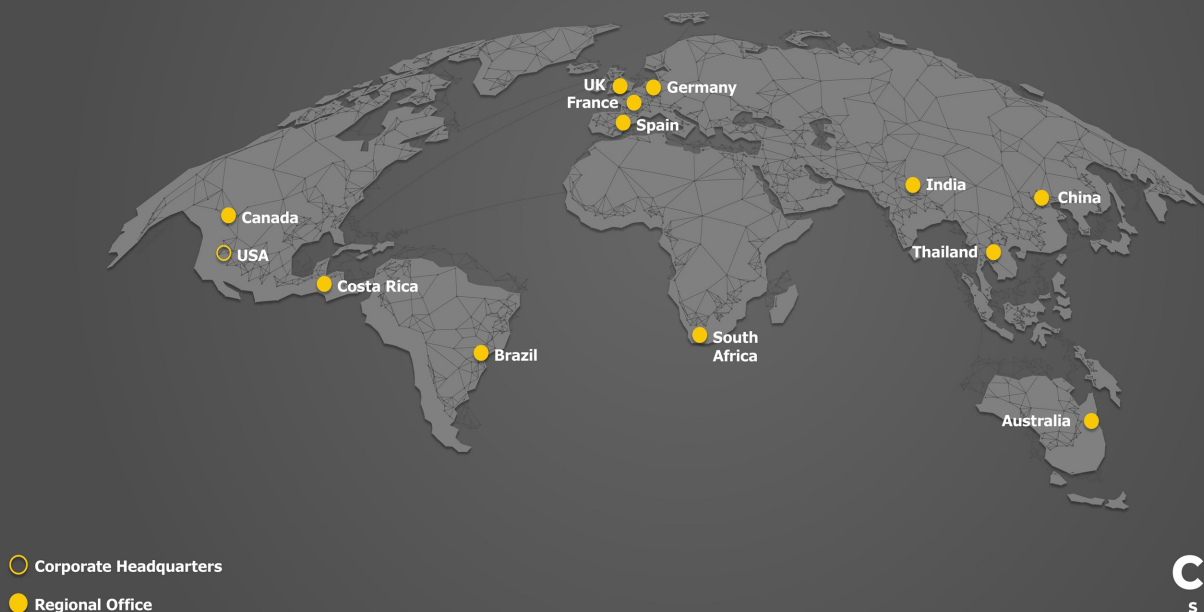 UK
Germany
France
Spain
India
China
Canada
USA
Thailand
Costa Rica
South
Africa
Brazil
Australia
Corporate Headquarters
Regional Office
C
S